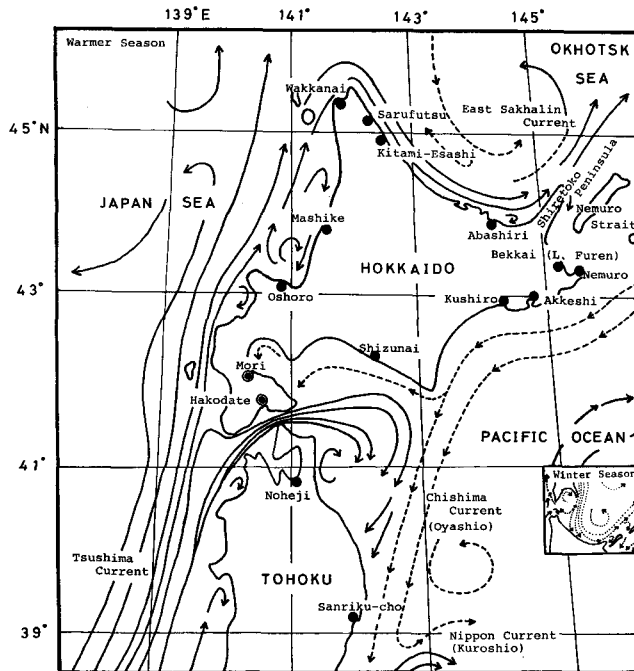 139°E
141°
143°
145°
Warmer Season
OKHOTSK
SEA
Wakkanai
Sarufutsu
East Sakhalin
Current
45°N
Kitami-Esashi
Shiretoko
Peninsula
JAPAN SEA
Nemuro
Strait
Mashike
Abashiri
Bekkai (L. Furen)
HOKKAIDO
Nemuro
43°
Oshoro
Kushiro
Akkeshi
Shizunai
Mori
Hakodate
PACIFIC OCEAN
41°
Winter Season
Noheji
Chishima
Current
(Oyashio)
Tsushima
Current
TOHOKU
Sanriku-cho
39°
Nippon Current
(Kuroshio)